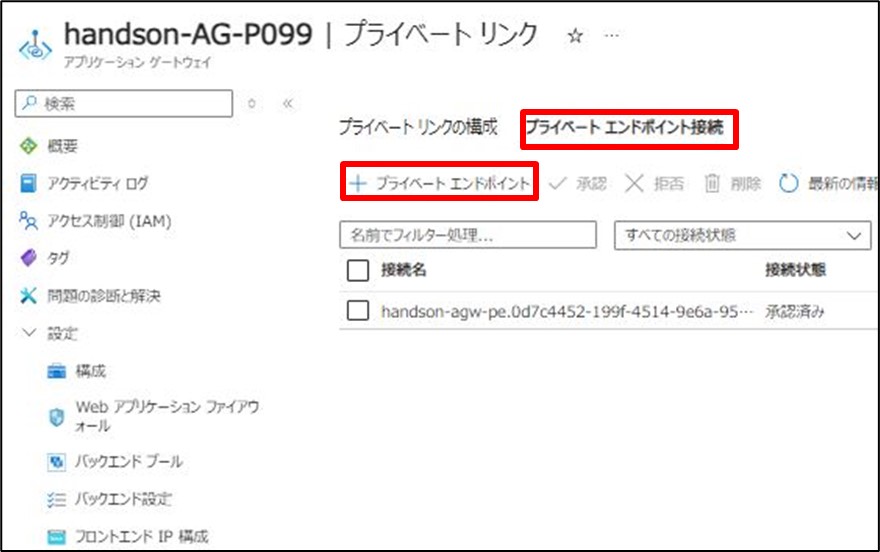 handson-AG-P099 | プライベート リンク ☆ …
アプリケーション ゲートウェイ
検索
プライベート リンクの構成 プライベート エンドポイント接続
概要
アクティビティ ログ
アクセス制御 (IAM)
タグ
問題の診断と解決
設定
構成
Web アプリケーション ファイアウ
ォール
バックエンド プール
バックエンド設定
フロントエンド IP 構成
+ プライベート エンドポイント 承認 拒否 削除 最新の情報
名前でフィルター処理... すべての接続状態
接続名 接続状態
handson-agw-pe.0d7c4452-199f-4514-9e6a-95… 承認済み